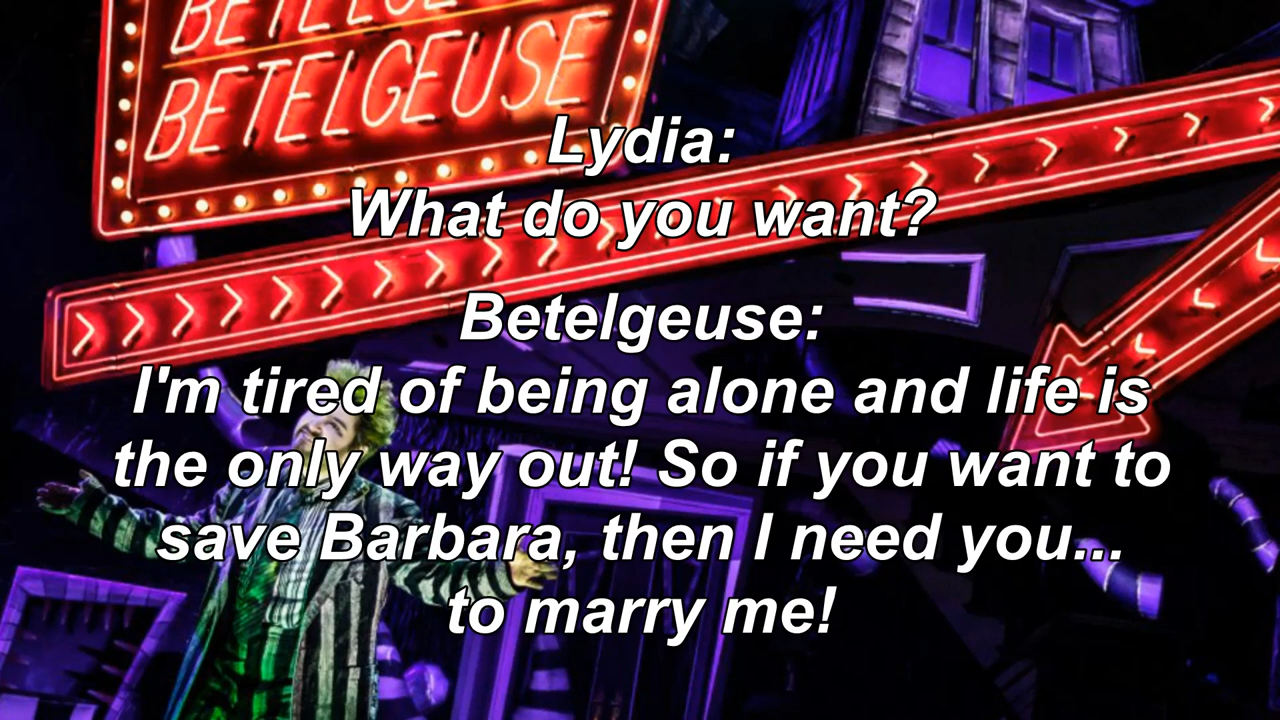 BETELGEUSE
BETELGEUSE
Lydia:
What do you want?
Betelgeuse:
I'm tired of being alone and life is
the only way out! So if you want to
save Barbara, then I need you...
to marry me!